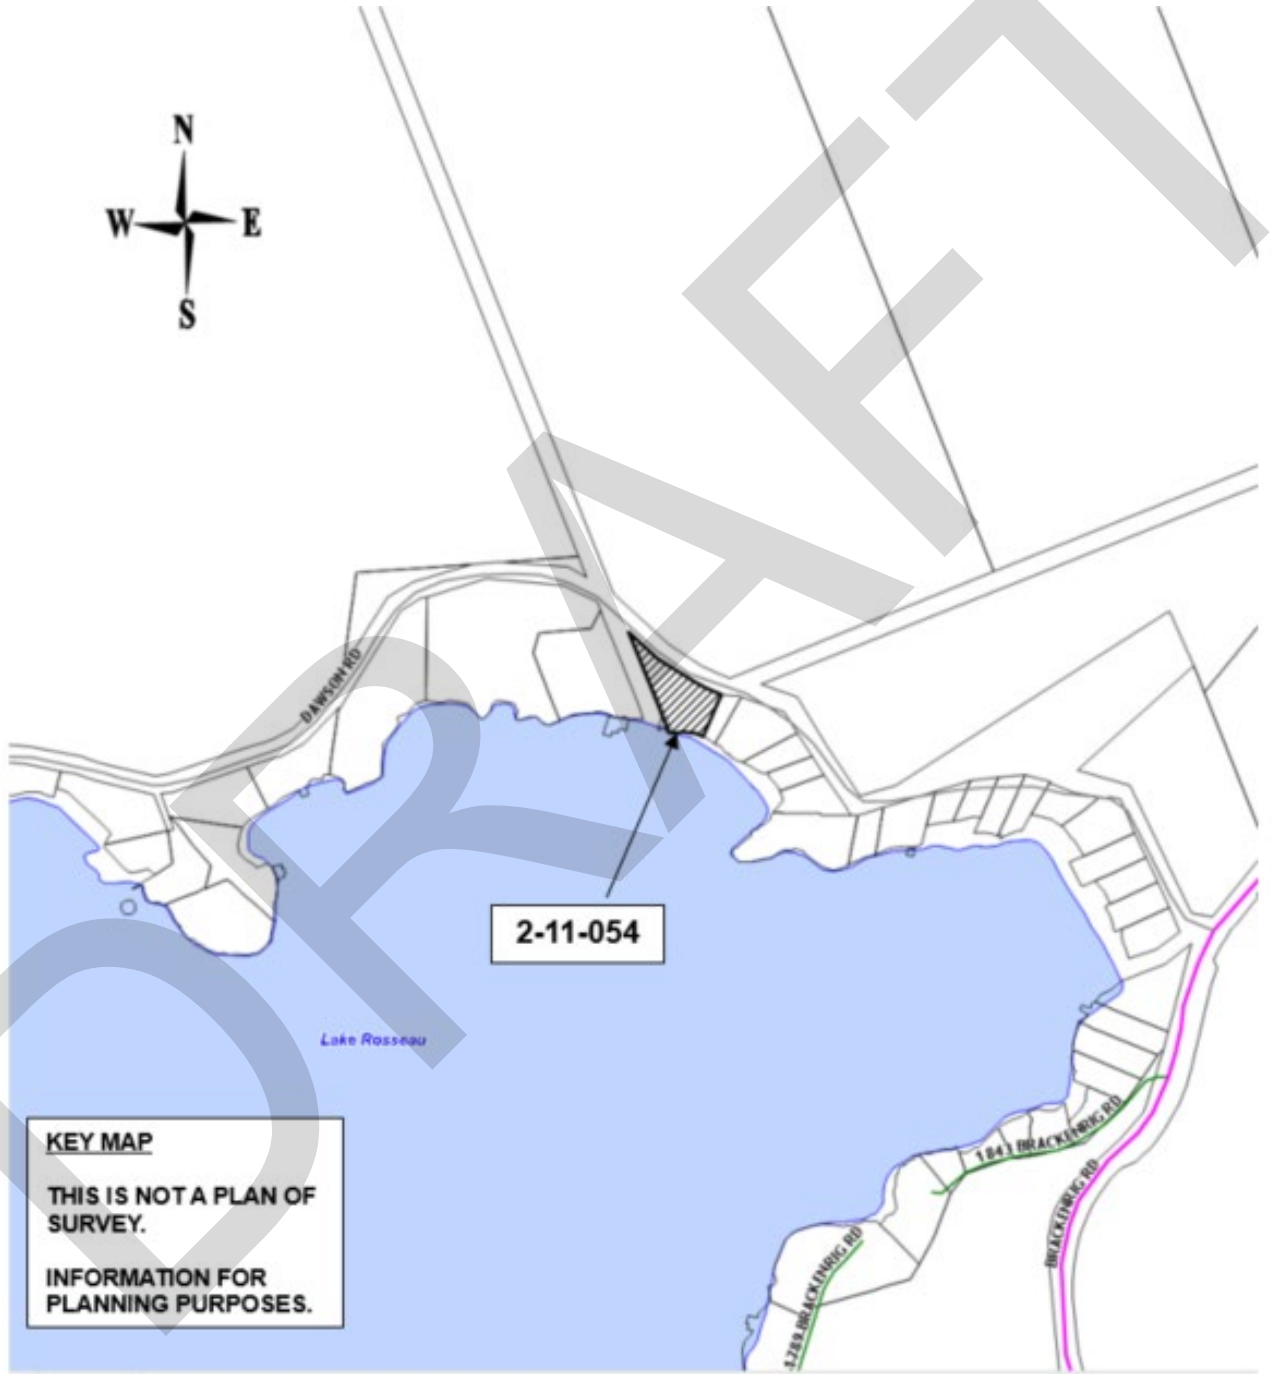 N
W E
S
DAWSON RD
2-11-054
Lake Rosseau
KEY MAP
THIS IS NOT A PLAN OF
SURVEY.
INFORMATION FOR
PLANNING PURPOSES.
1843 BRACKENRIG RD
BRACKENRIG RD
1789 BRACKENRIG RD
DRAFT